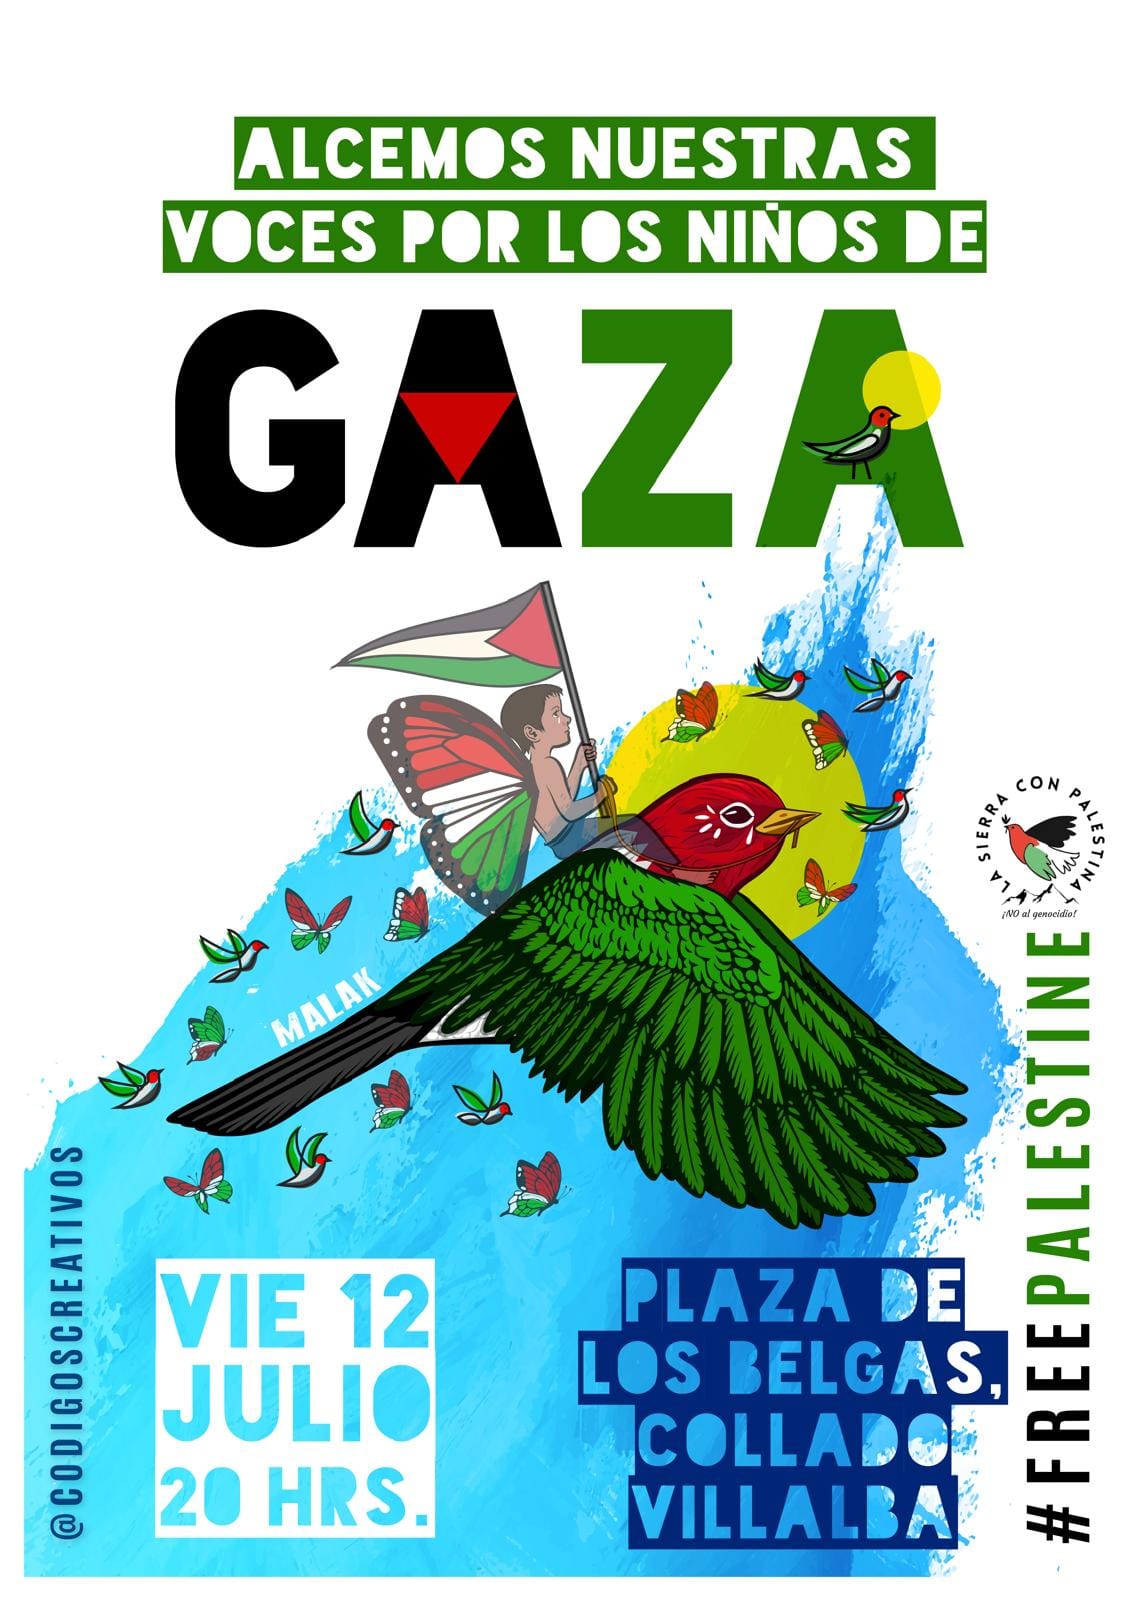 ALCEMOS NUESTRAS
VOCES POR LOS NIÑOS DE
GAZA
LA SIERRA CON PALESTINA
¡NO al genocidio!
MALAK
#FREEPALESTINE
@CODIGOSCREATIVOS
VIE 12
JULIO
20 HRS.
PLAZA DE
LOS BELGAS,
COLLADO
VILLALBA